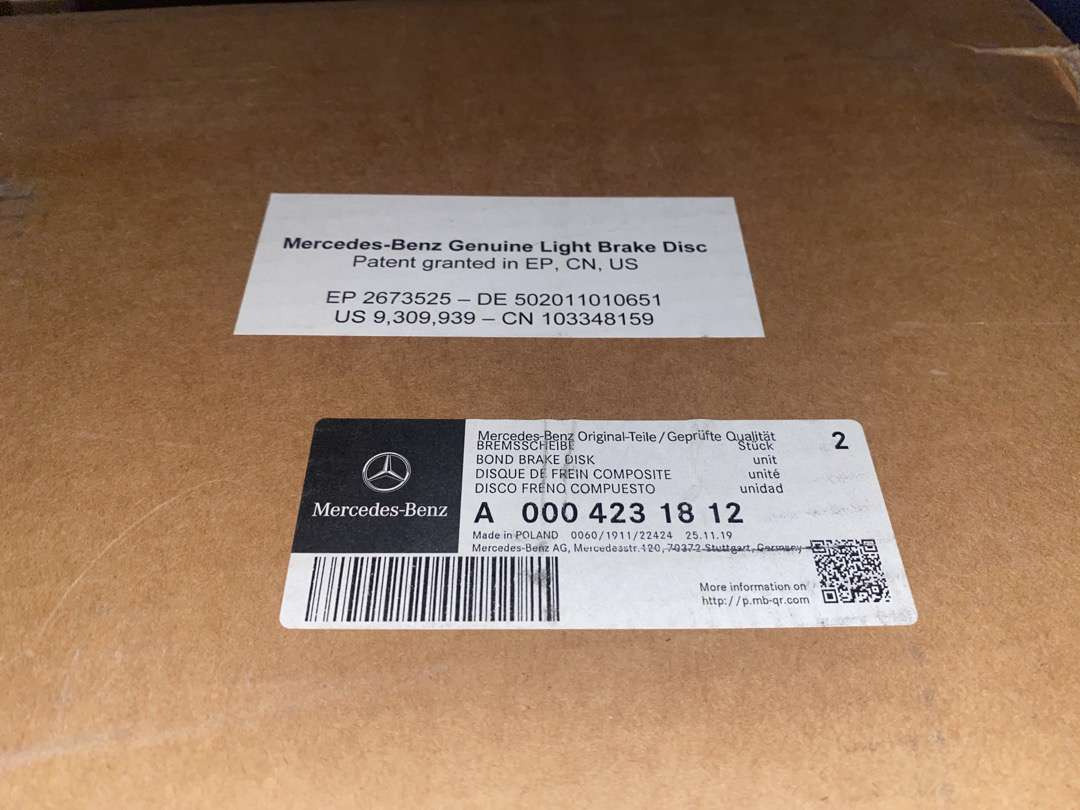 Mercedes-Benz Genuine Light Brake Disc
Patent granted in EP, CN, US
EP 2673525 – DE 502011010651
US 9,309,939 – CN 103348159
Mercedes-Benz
Mercedes-Benz Original-Teile/Geprüfte Qualität 2
BREMSSCHEIBE Stück
BOND BRAKE DISK unit
DISQUE DE FREIN COMPOSITE unité
DISCO FRENO COMPUESTO unidad
A 000 423 18 12
Made in POLAND 0060/1911/22424 25.11.19
Mercedes-Benz AG, Mercedesstr.120, 70372 Stuttgart, Germany
More information on
http://p.mb-qr.com